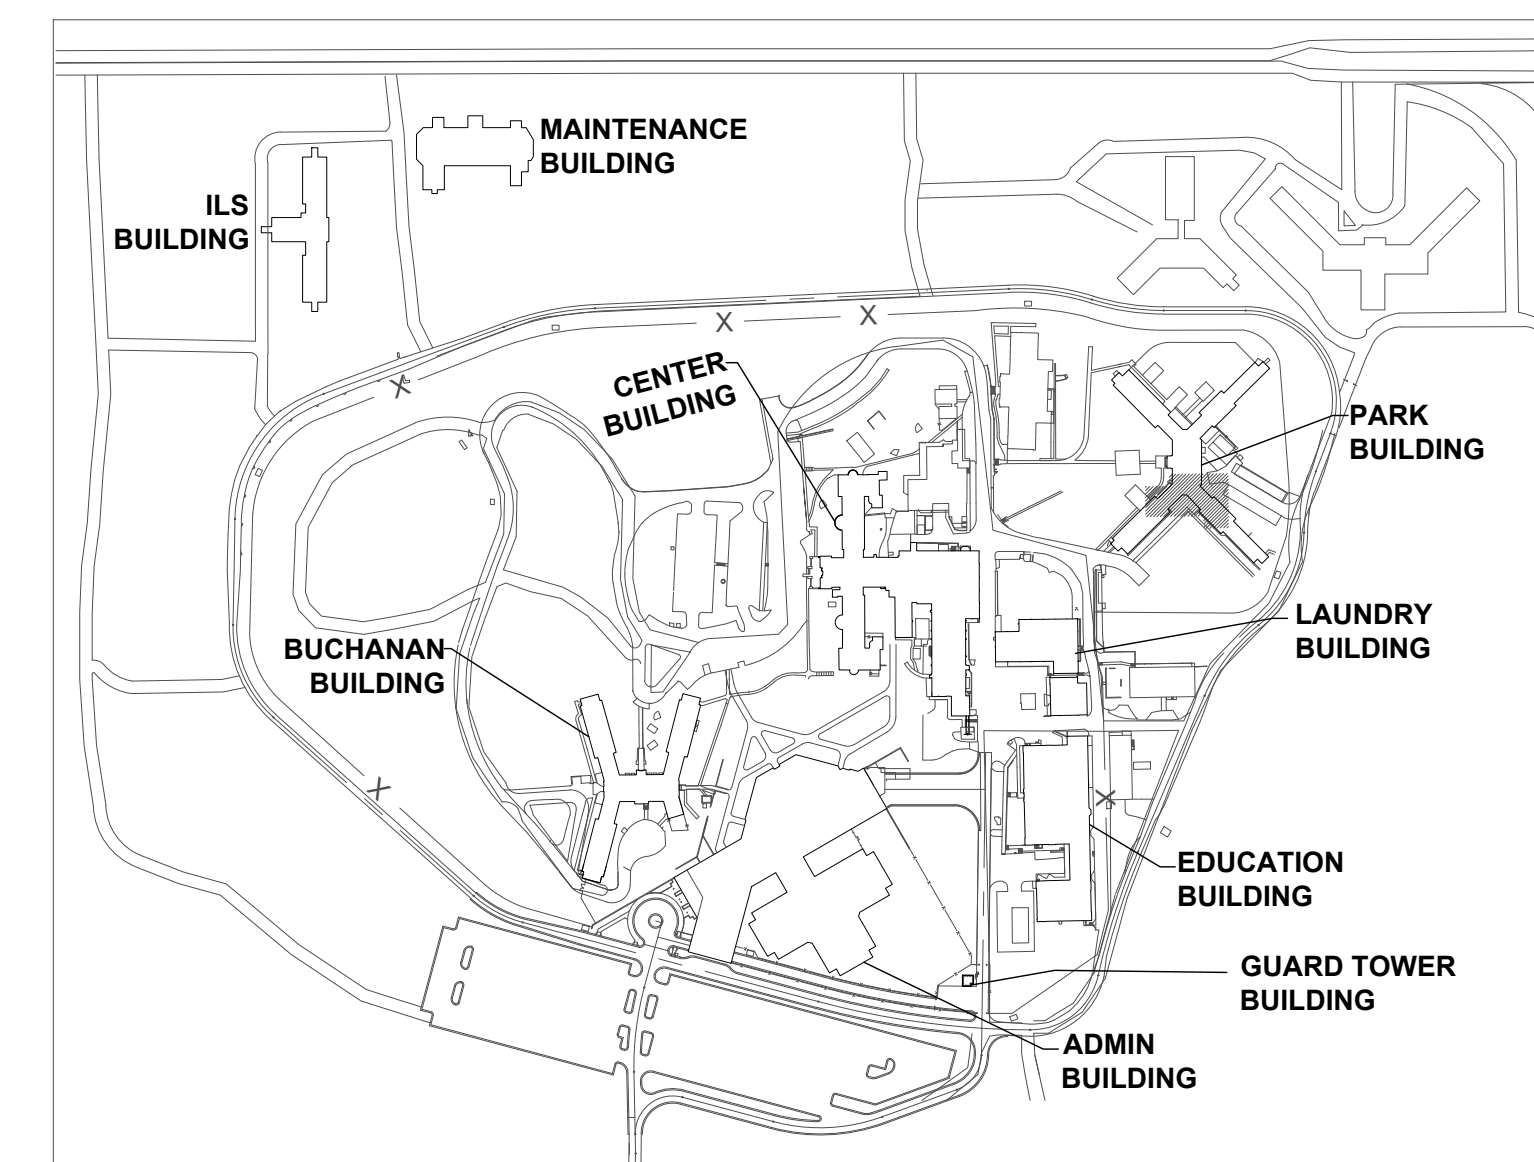 MAINTENANCE
BUILDING
ILS
BUILDING
X
X
X
CENTER
BUILDING
PARK
BUILDING
LAUNDRY
BUILDING
BUCHANAN
BUILDING
X
X
EDUCATION
BUILDING
GUARD TOWER
BUILDING
ADMIN
BUILDING